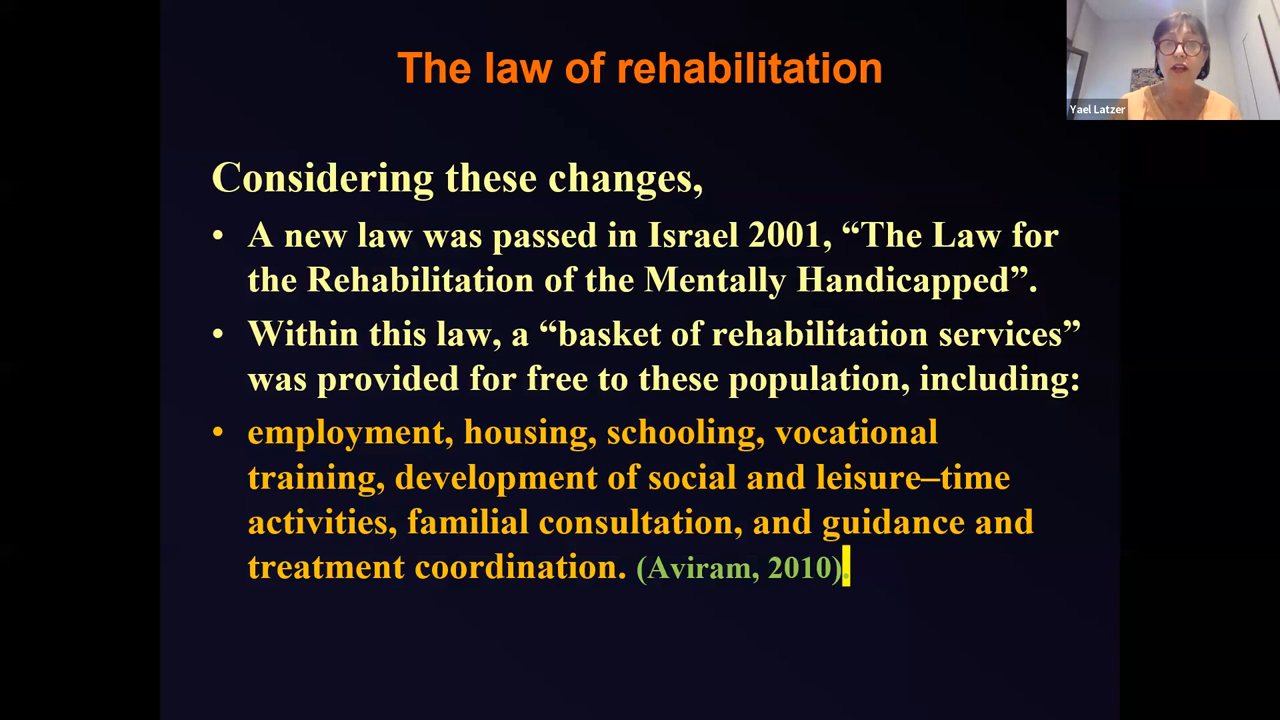 The law of rehabilitation
Yael Latzer
Considering these changes,
• A new law was passed in Israel 2001, “The Law for
the Rehabilitation of the Mentally Handicapped”.
• Within this law, a “basket of rehabilitation services”
was provided for free to these population, including:
• employment, housing, schooling, vocational
training, development of social and leisure–time
activities, familial consultation, and guidance and
treatment coordination. (Aviram, 2010).